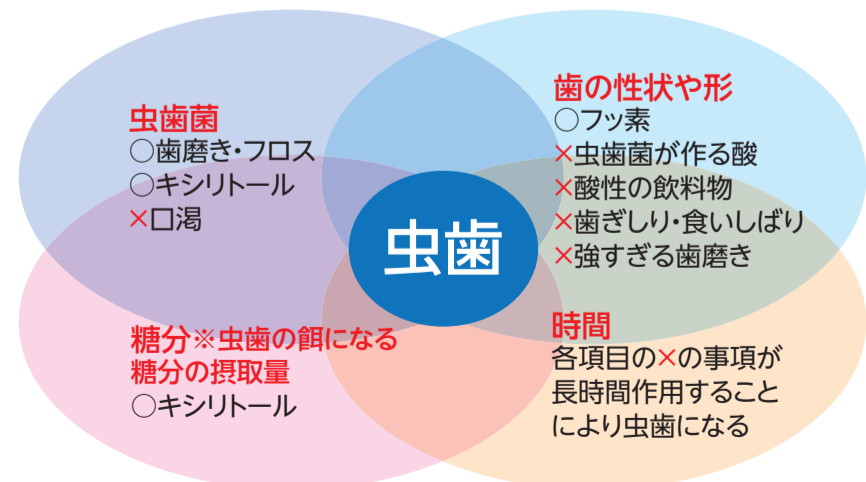 虫歯菌
○歯磨き・フロス
○キシリトール
×口渇
歯の性状や形
○フッ素
×虫歯菌が作る酸
×酸性の飲料物
×歯ぎしり・食いしばり
×強すぎる歯磨き
虫歯
糖分※虫歯の餌になる
糖分の摂取量
○キシリトール
時間
各項目の×の事項が
長時間作用すること
により虫歯になる